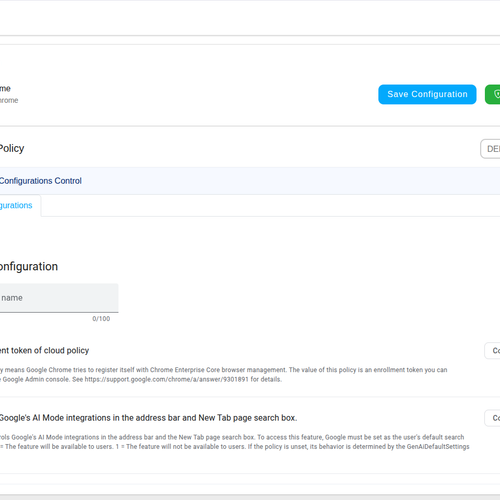 me
Save Configuration
hrome
Policy
DE
Configurations Control
gurations
onfiguration
name
0/100
ent token of cloud policy
Co
y means Google Chrome tries to register itself with Chrome Enterprise Core browser management. The value of this policy is an enrollment token you can
e Google Admin console. See https://support.google.com/chrome/a/answer/9301891 for details.
Google's AI Mode integrations in the address bar and New Tab page search box.
Co
rols Google's AI Mode integrations in the address bar and the New Tab page search box. To access this feature, Google must be set as the user's default search
= The feature will be available to users. 1 = The feature will not be available to users. If the policy is unset, its behavior is determined by the GenAiDefaultSettings